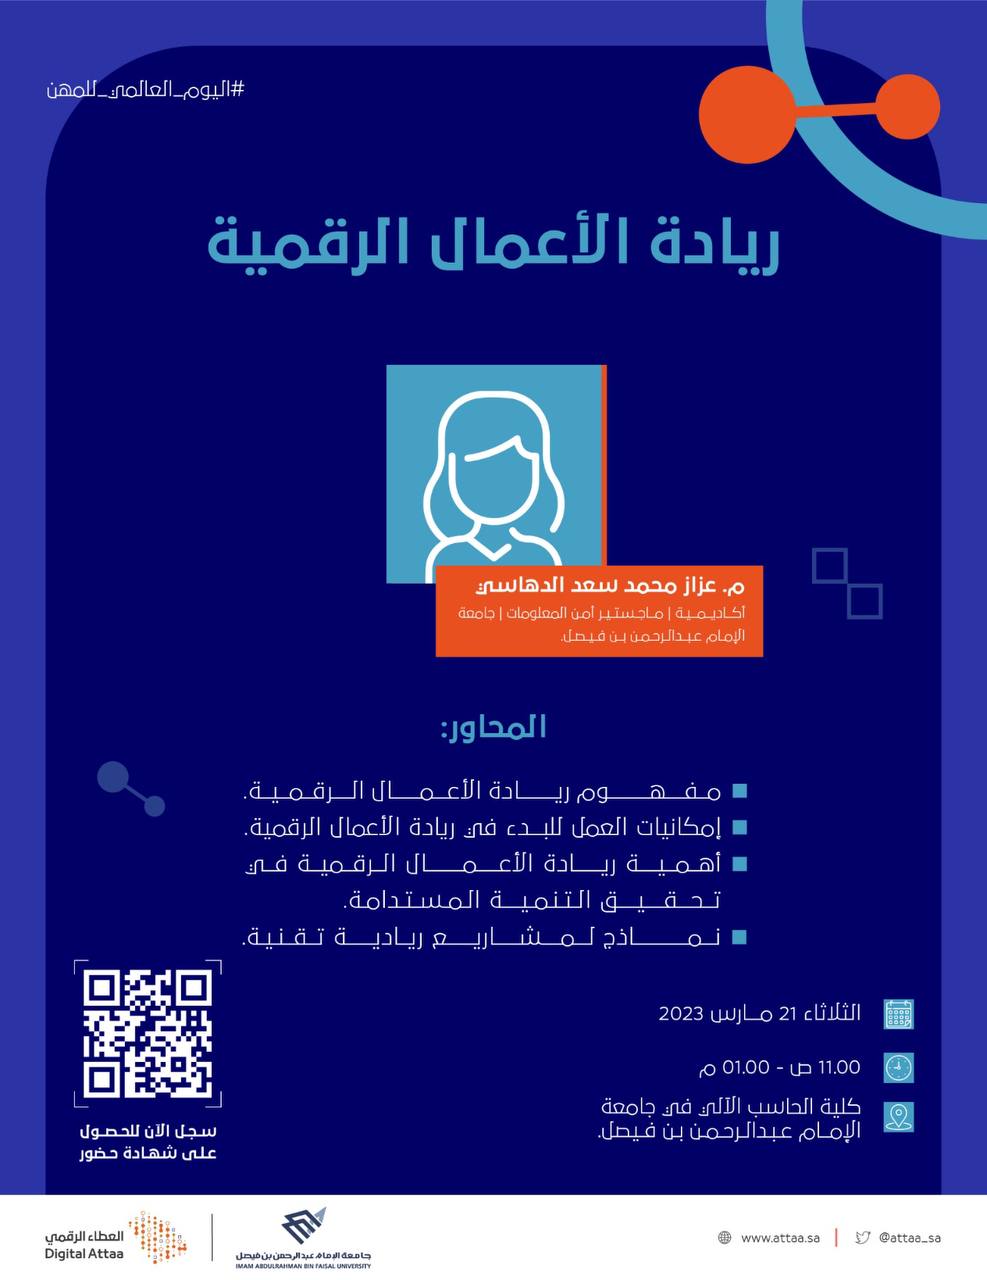 #اليوم_العالمي_للمهن
ريادة الأعمال الرقمية
م. عزاز محمد سعد الدهاسي
أكاديمية | ماجستير أمن المعلومات | جامعة
الإمام عبدالرحمن بن فيصل.
المحاور:
مفهوم ريادة الأعمال الرقمية.
إمكانيات العمل للبدء في ريادة الأعمال الرقمية.
أهمية ريادة الأعمال الرقمية في
تحقيق التنمية المستدامة.
نماذج لمشاريع ريادية تقنية.
الثلاثاء 21 مارس 2023
11.00 ص - 01.00 م
كلية الحاسب الآلي في جامعة
الإمام عبدالرحمن بن فيصل.
سجل الآن للحصول
على شهادة حضور
العطاء الرقمي
Digital Attaa
جامعة الإمام عبد الرحمن بن فيصل
IMAM ABDULRAHMAN BIN FAISAL UNIVERSITY
www.attaa.sa | @attaa_sa